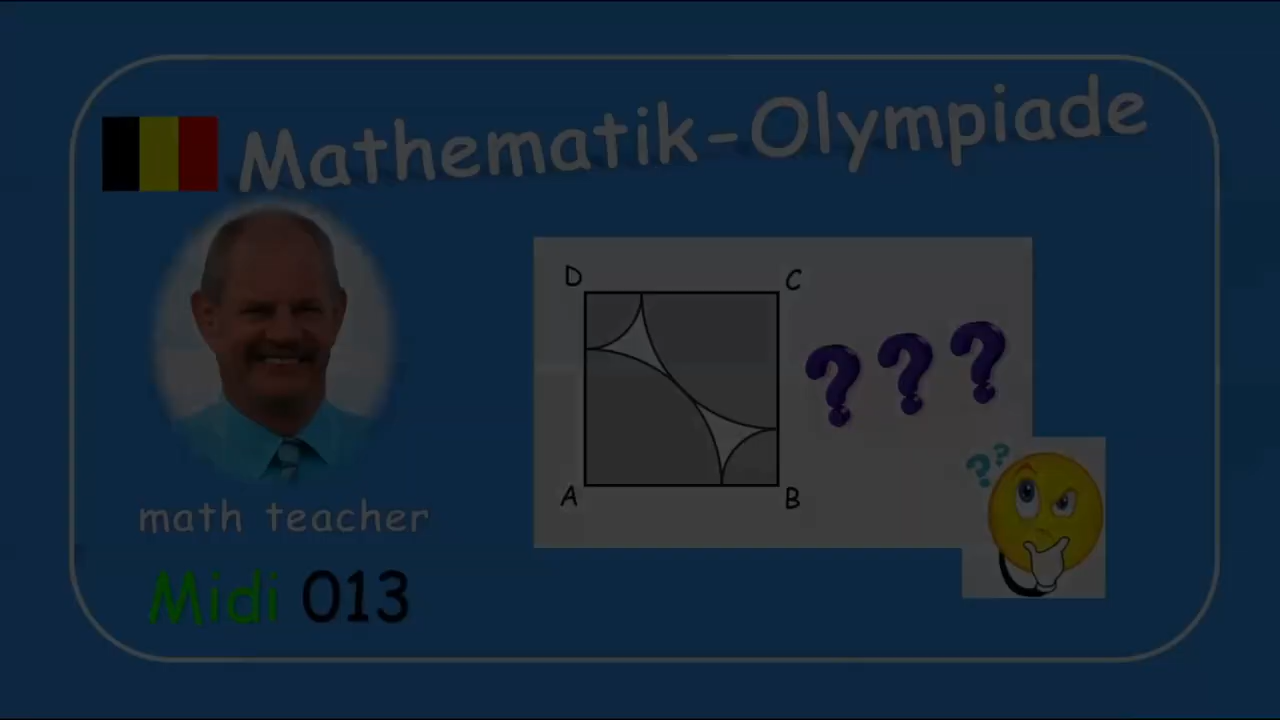 Mathematik-Olympiade
D
C
? ? ?
??
A
B
math teacher
Midi 013